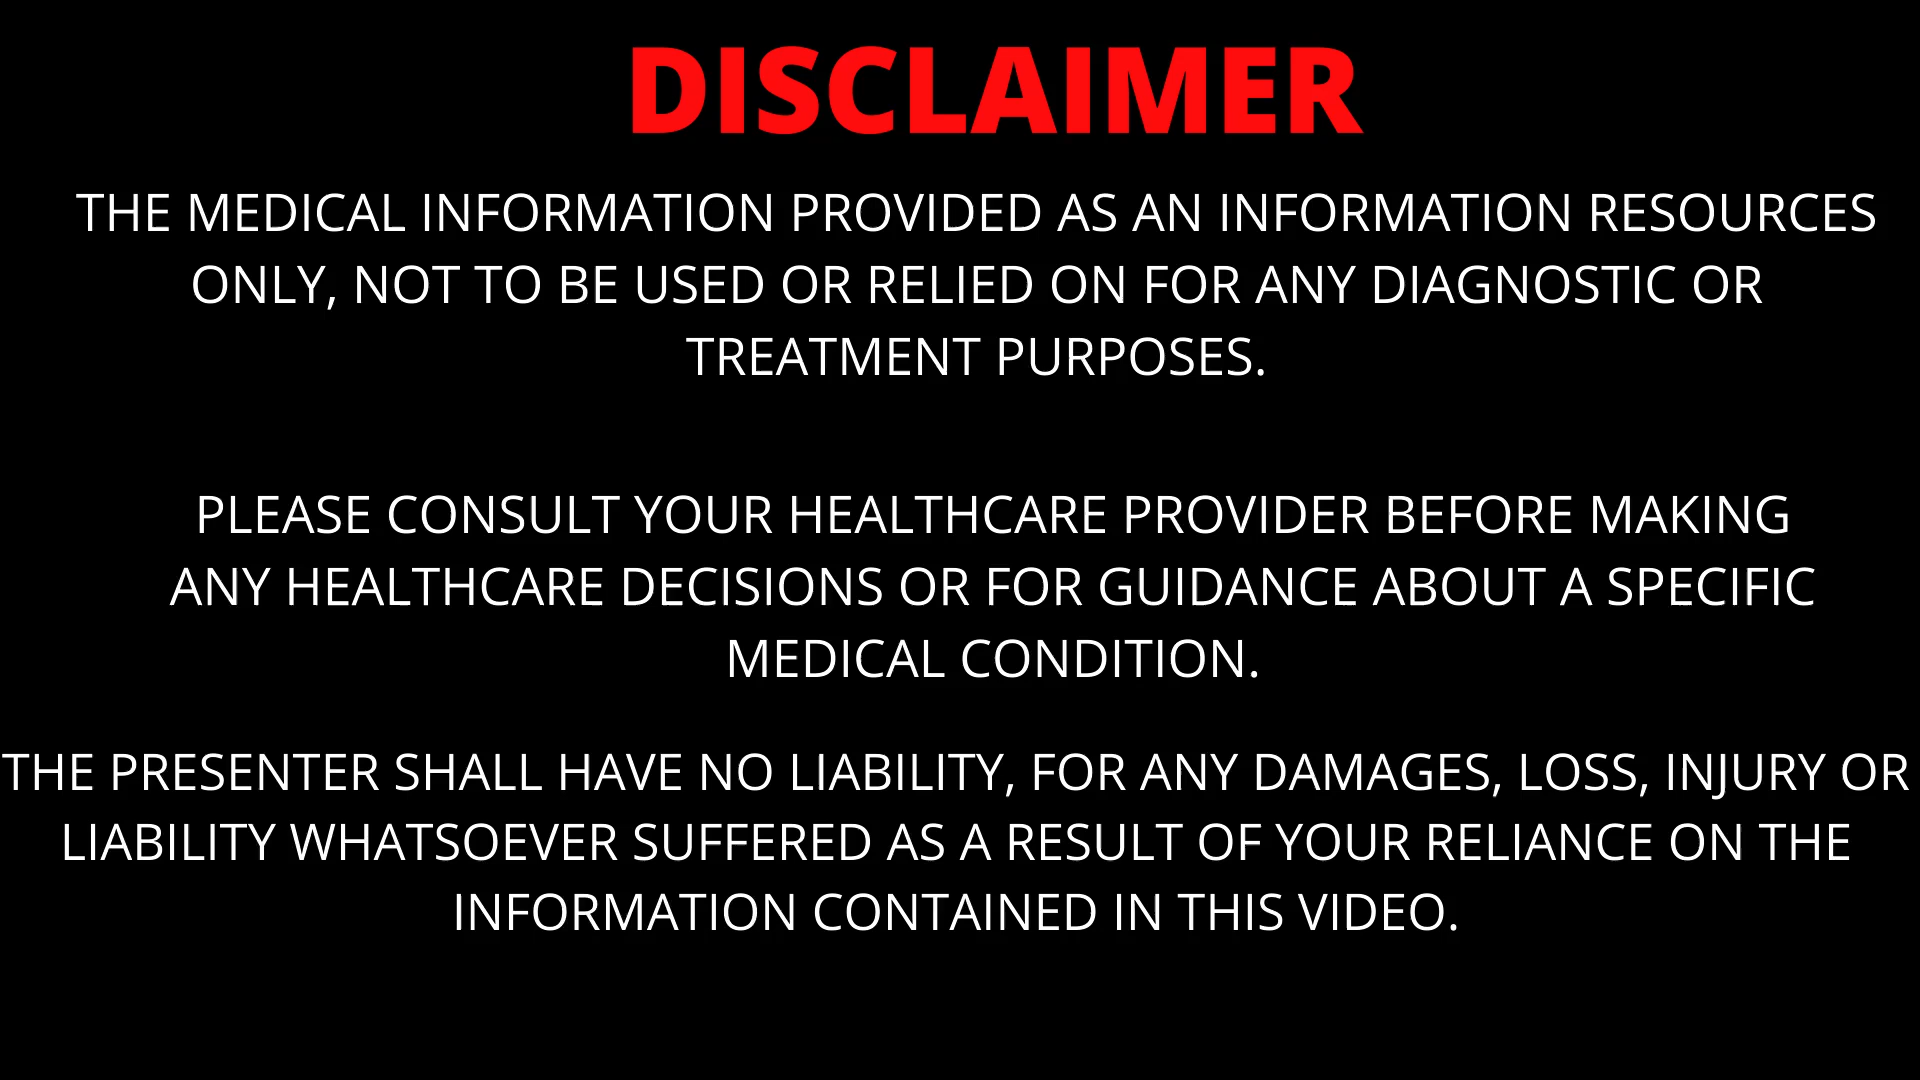 DISCLAIMER
THE MEDICAL INFORMATION PROVIDED AS AN INFORMATION RESOURCES
ONLY, NOT TO BE USED OR RELIED ON FOR ANY DIAGNOSTIC OR
TREATMENT PURPOSES.
PLEASE CONSULT YOUR HEALTHCARE PROVIDER BEFORE MAKING
ANY HEALTHCARE DECISIONS OR FOR GUIDANCE ABOUT A SPECIFIC
MEDICAL CONDITION.
THE PRESENTER SHALL HAVE NO LIABILITY, FOR ANY DAMAGES, LOSS, INJURY OR
LIABILITY WHATSOEVER SUFFERED AS A RESULT OF YOUR RELIANCE ON THE
INFORMATION CONTAINED IN THIS VIDEO.